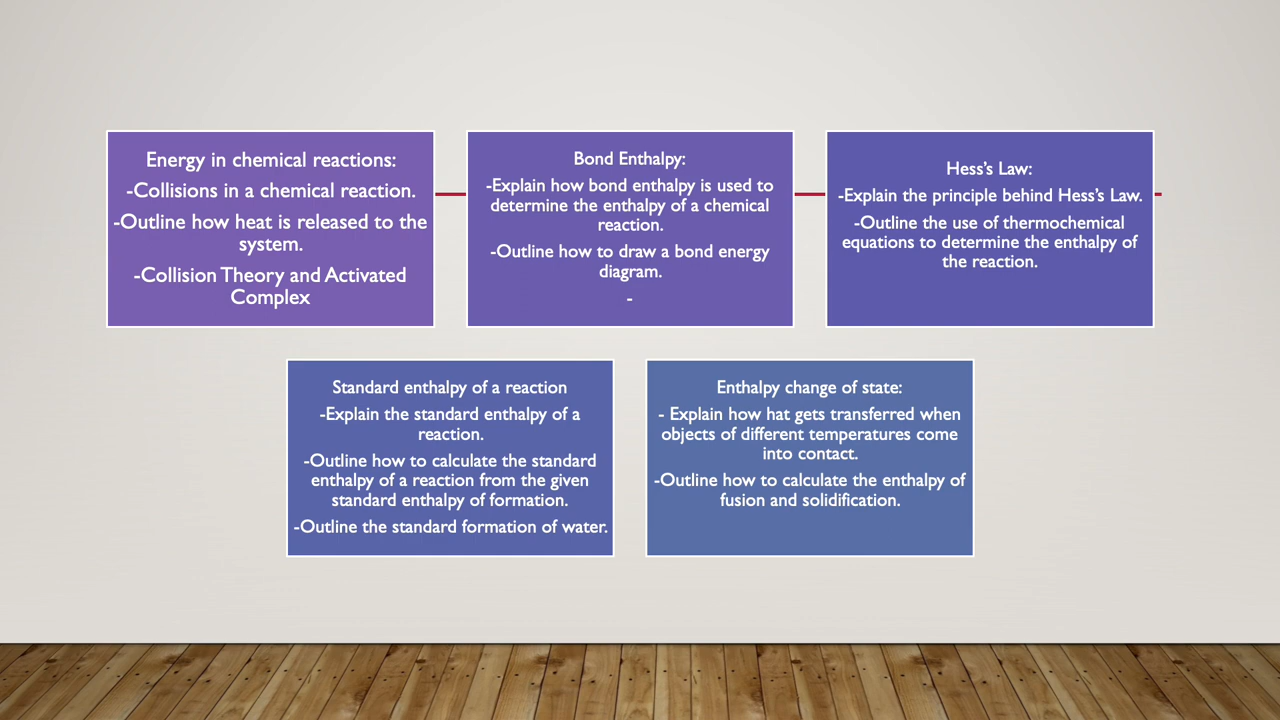 Energy in chemical reactions:
-Collisions in a chemical reaction.
-Outline how heat is released to the
system.
-Collision Theory and Activated
Complex
Bond Enthalpy:
-Explain how bond enthalpy is used to
determine the enthalpy of a chemical
reaction.
-Outline how to draw a bond energy
diagram.
-
Hess's Law:
-Explain the principle behind Hess's Law.
-Outline the use of thermochemical
equations to determine the enthalpy of
the reaction.
Standard enthalpy of a reaction
-Explain the standard enthalpy of a
reaction.
-Outline how to calculate the standard
enthalpy of a reaction from the given
standard enthalpy of formation.
-Outline the standard formation of water.
Enthalpy change of state:
- Explain how hat gets transferred when
objects of different temperatures come
into contact.
-Outline how to calculate the enthalpy of
fusion and solidification.